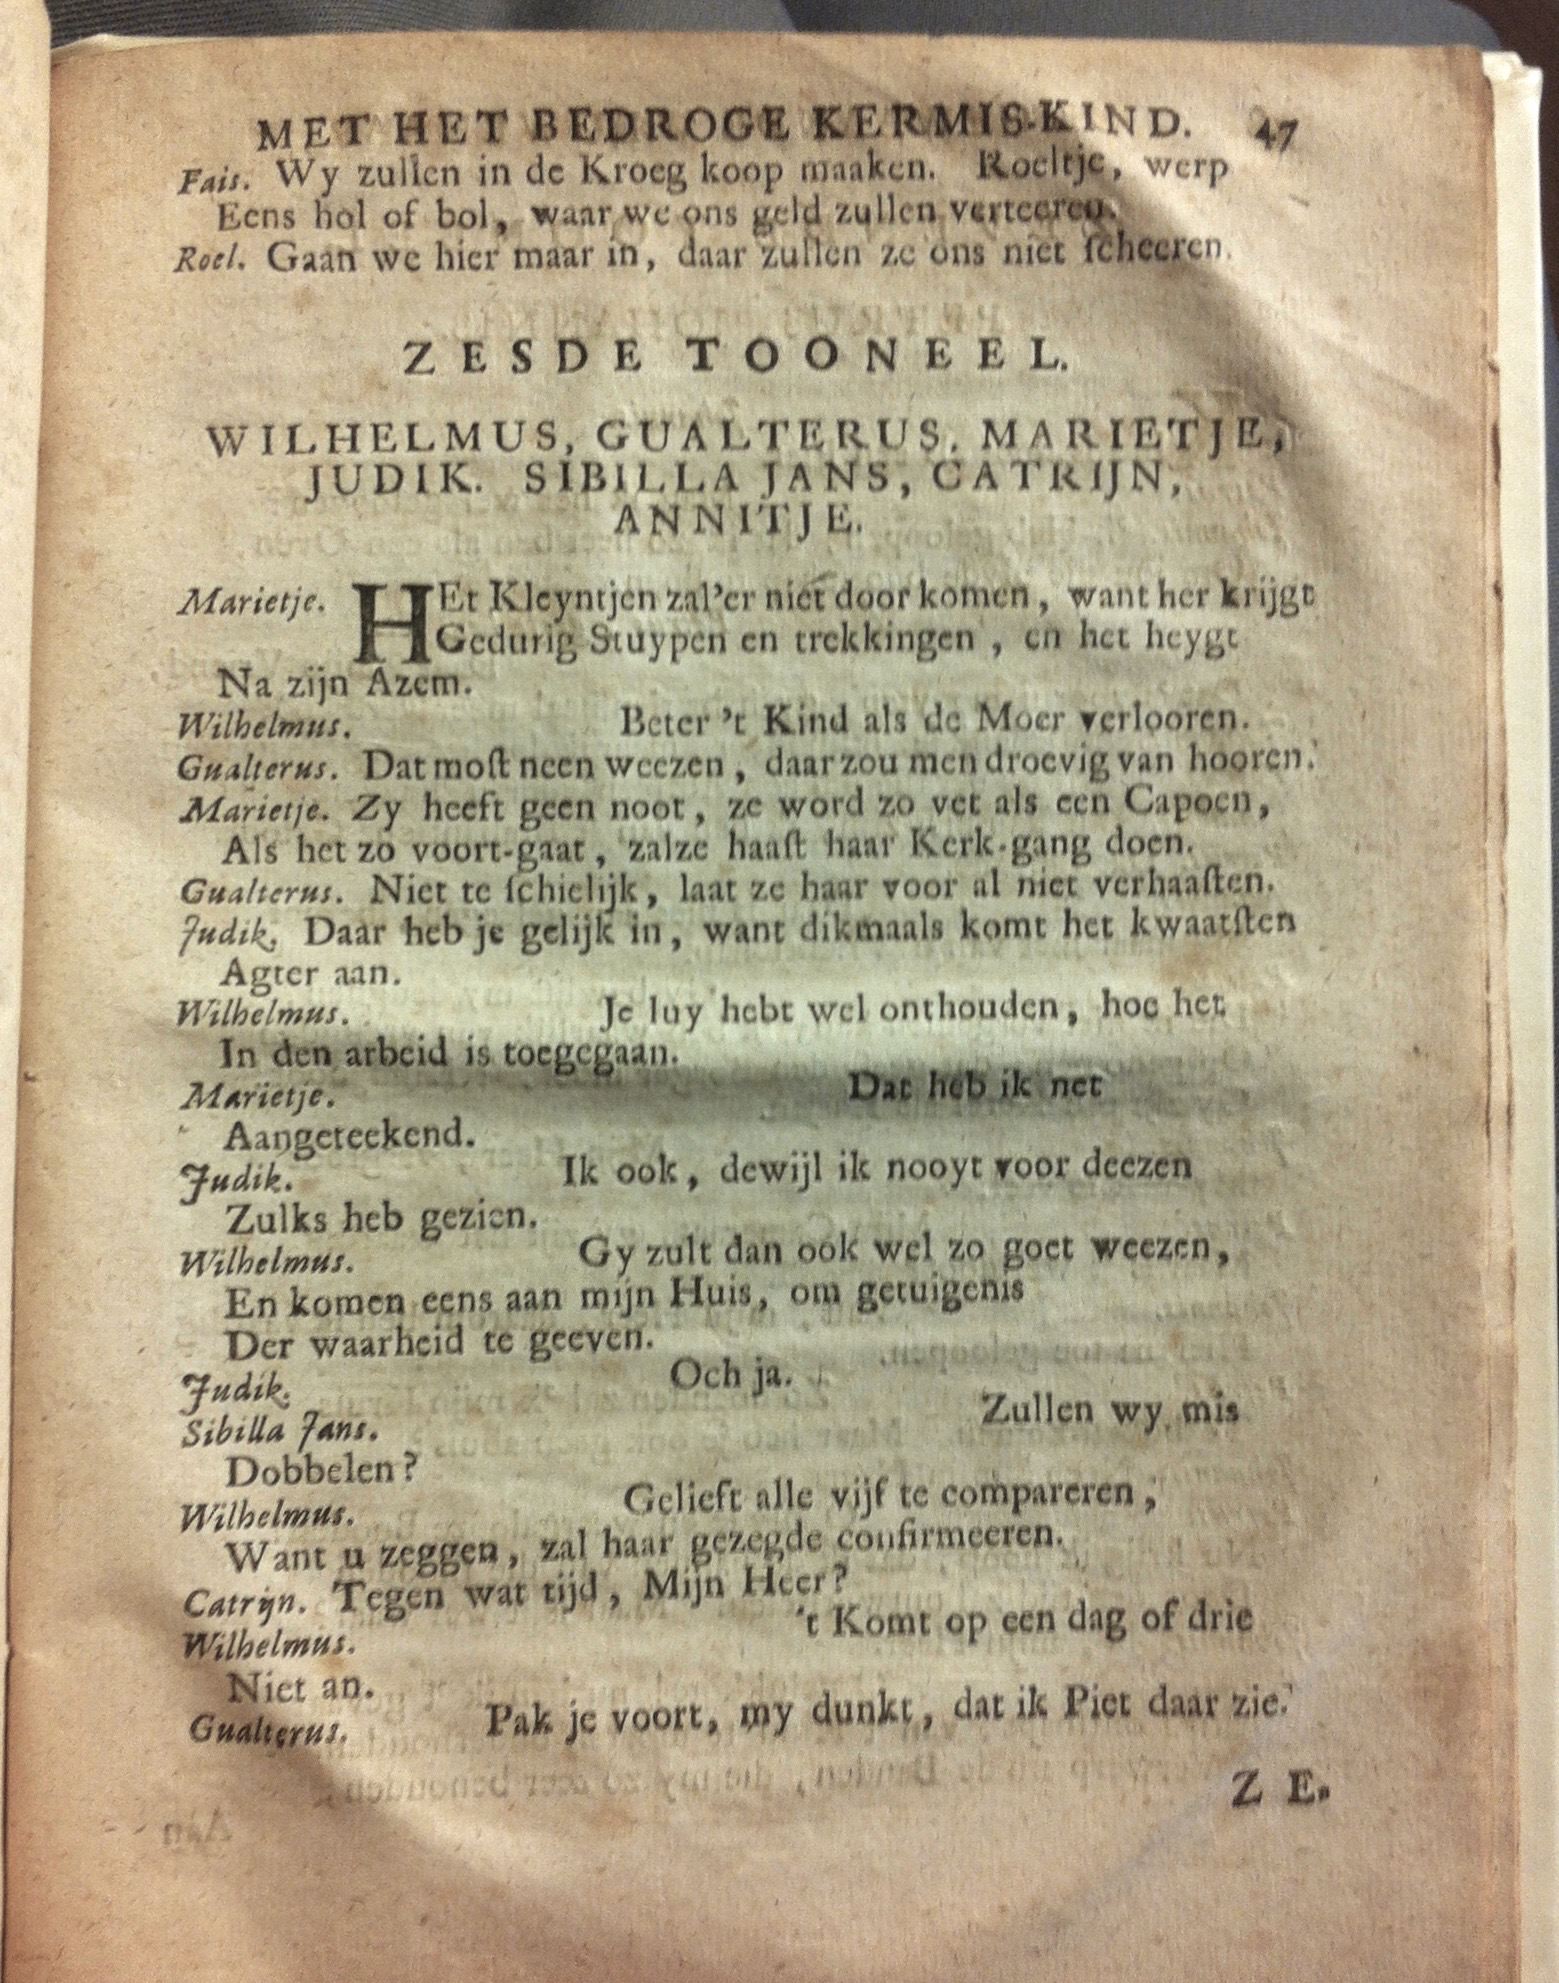 MET HET BEDROGE KERMIS-KIND. 47
Fais. Wy zullen in de Kroeg koop maaken. Roeltje, werp
Eens hol of bol, waar we ons geld zullen verteeren.
Roel. Gaan we hier maar in, daar zullen ze ons niet ſcheeren.
ZESDE TOONEEL.
WILHELMUS, GUALTERUS, MARIETJE,
JUDIK. SIBILLA JANS, CATRIJN,
ANNITJE.
Marietje. HEt Kleyntjen zal'er niet door komen, want her krijgt
Gedurig Stuypen en trekkingen, en het heygt
Na zijn Azem.
Wilhelmus. Beter 't Kind als de Moer verlooren.
Gualterus. Dat moſt neen weezen, daar zou men droevig van hooren.
Marietje. Zy heeft geen noot, ze word zo vet als een Capoen,
Als het zo voort-gaat, zalze haaſt haar Kerk-gang doen.
Gualterus. Niet te ſchielijk, laat ze haar voor al niet verhaaſten.
Judik. Daar heb je gelijk in, want dikmaals komt het kwaatſten
Agter aan.
Wilhelmus. Je luy hebt wel onthouden, hoe het
In den arbeid is toegegaan.
Marietje. Dat heb ik net
Aangeteekend.
Judik. Ik ook, dewijl ik nooyt voor deezen
Zulks heb gezien.
Wilhelmus. Gy zult dan ook wel zo goet weezen,
En komen eens aan mijn Huis, om getuigenis
Der waarheid te geeven.
Judik. Och ja.
Sibilla Jans. Zullen wy mis
Dobbelen?
Wilhelmus. Gelieft alle vijf te compareren,
Want u zeggen, zal haar gezegde confirmeeren.
Catrijn. Tegen wat tijd, Mijn Heer?
Wilhelmus. 't Komt op een dag of drie
Niet an.
Gualterus. Pak je voort, my dunkt, dat ik Piet daar zie.
Z E-